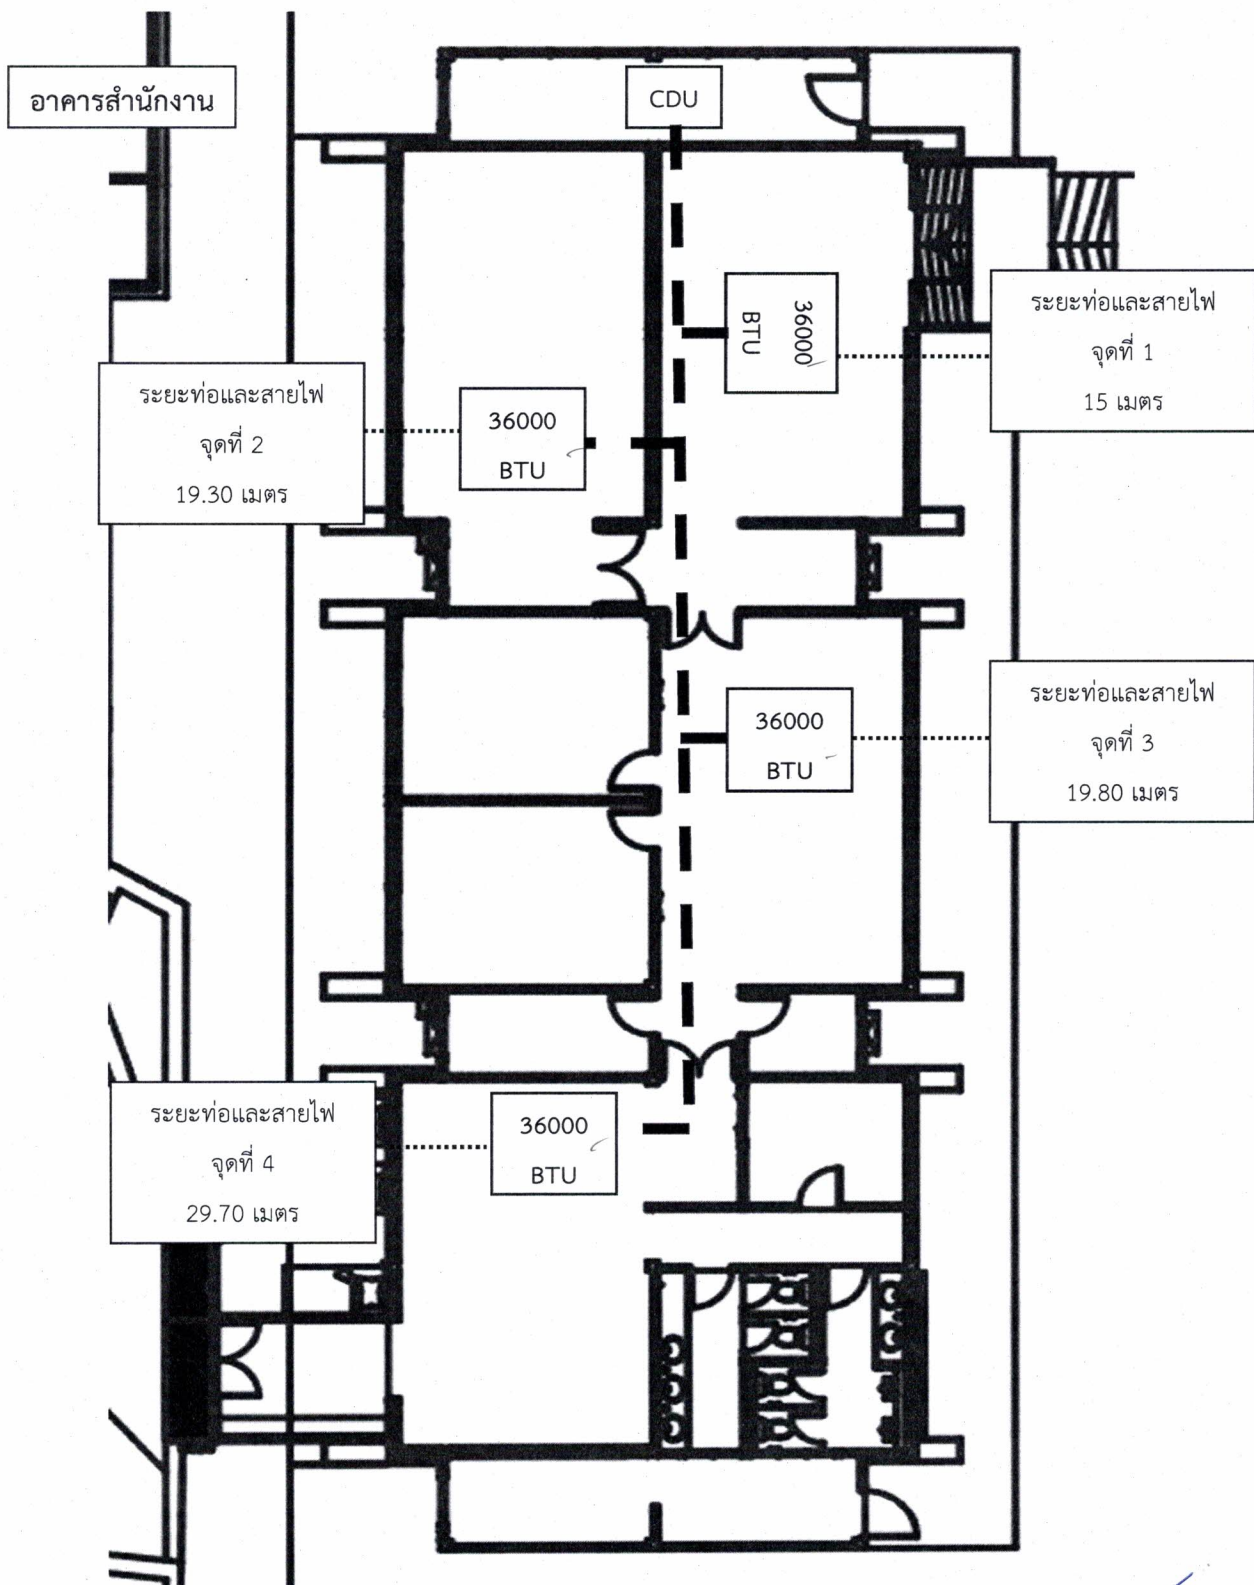 อาคารสำนักงาน
CDU
36000
BTU
ระยะท่อและสายไฟ
จุดที่ 1
15 เมตร
ระยะท่อและสายไฟ
จุดที่ 2
19.30 เมตร
36000
BTU
36000
BTU
ระยะท่อและสายไฟ
จุดที่ 3
19.80 เมตร
ระยะท่อและสายไฟ
จุดที่ 4
29.70 เมตร
36000
BTU